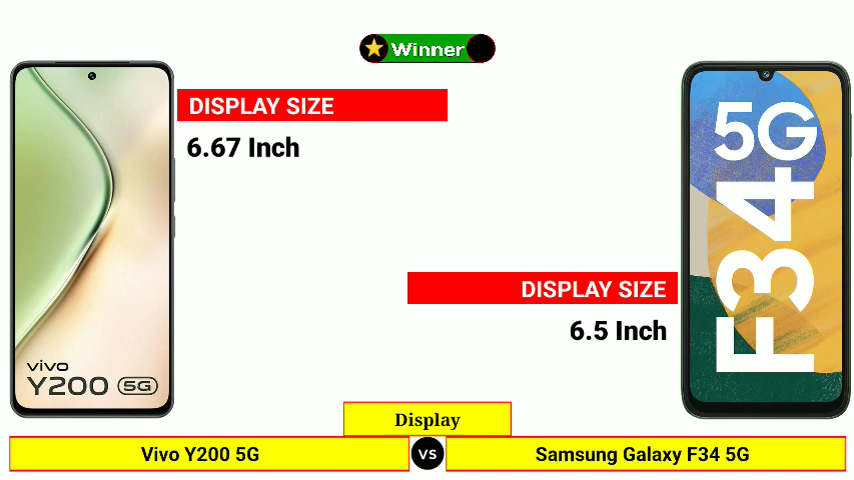 Winner
DISPLAY SIZE
6.67 Inch
DISPLAY SIZE
6.5 Inch
vivo
Y200 5G
5G
F34
Display
Vivo Y200 5G
VS
Samsung Galaxy F34 5G